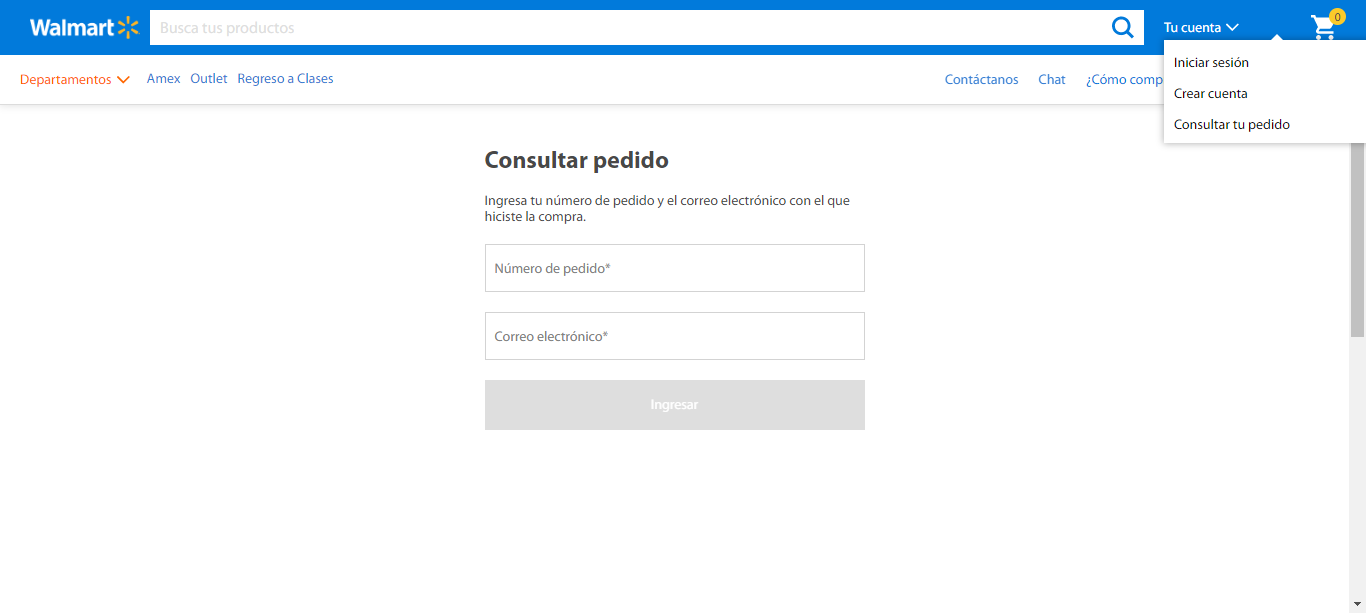 Walmart
Busca tus productos
Tu cuenta
0
Iniciar sesión
Crear cuenta
Consultar tu pedido
Departamentos
Amex
Outlet
Regreso a Clases
Contáctanos
Chat
¿Cómo comp
Consultar pedido
Ingresa tu número de pedido y el correo electrónico con el que
hiciste la compra.
Número de pedido*
Correo electrónico*
Ingresar